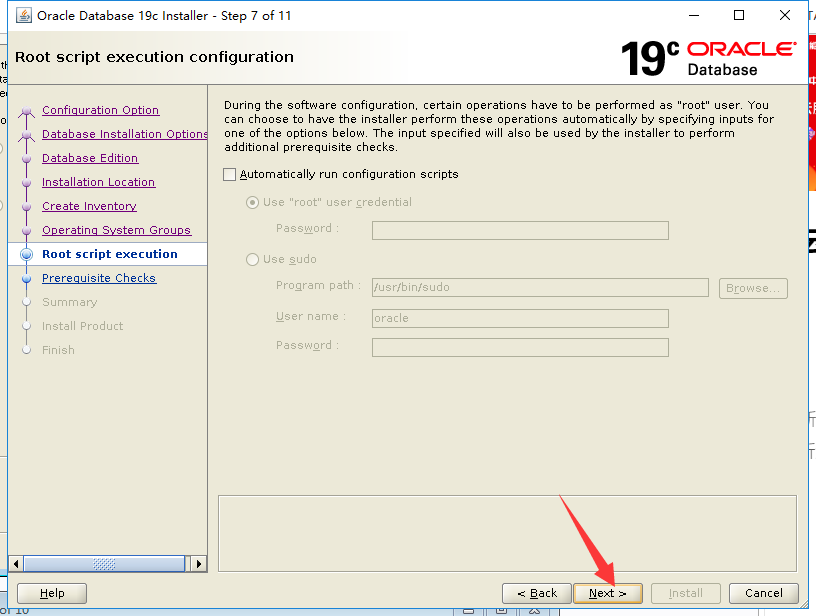 Oracle Database 19c Installer - Step 7 of 11
Root script execution configuration
19c ORACLE
Database
Configuration Option
Database Installation Options
Database Edition
Installation Location
Create Inventory
Operating System Groups
Root script execution
Prerequisite Checks
Summary
Install Product
Finish
During the software configuration, certain operations have to be performed as "root" user. You
can choose to have the installer perform these operations automatically by specifying inputs for
one of the options below. The input specified will also be used by the installer to perform
additional prerequisite checks.
Automatically run configuration scripts
Use "root" user credential
Password :
Use sudo
Program path : /usr/bin/sudo Browse...
User name : oracle
Password :
Help < Back Next > Install Cancel
of 10